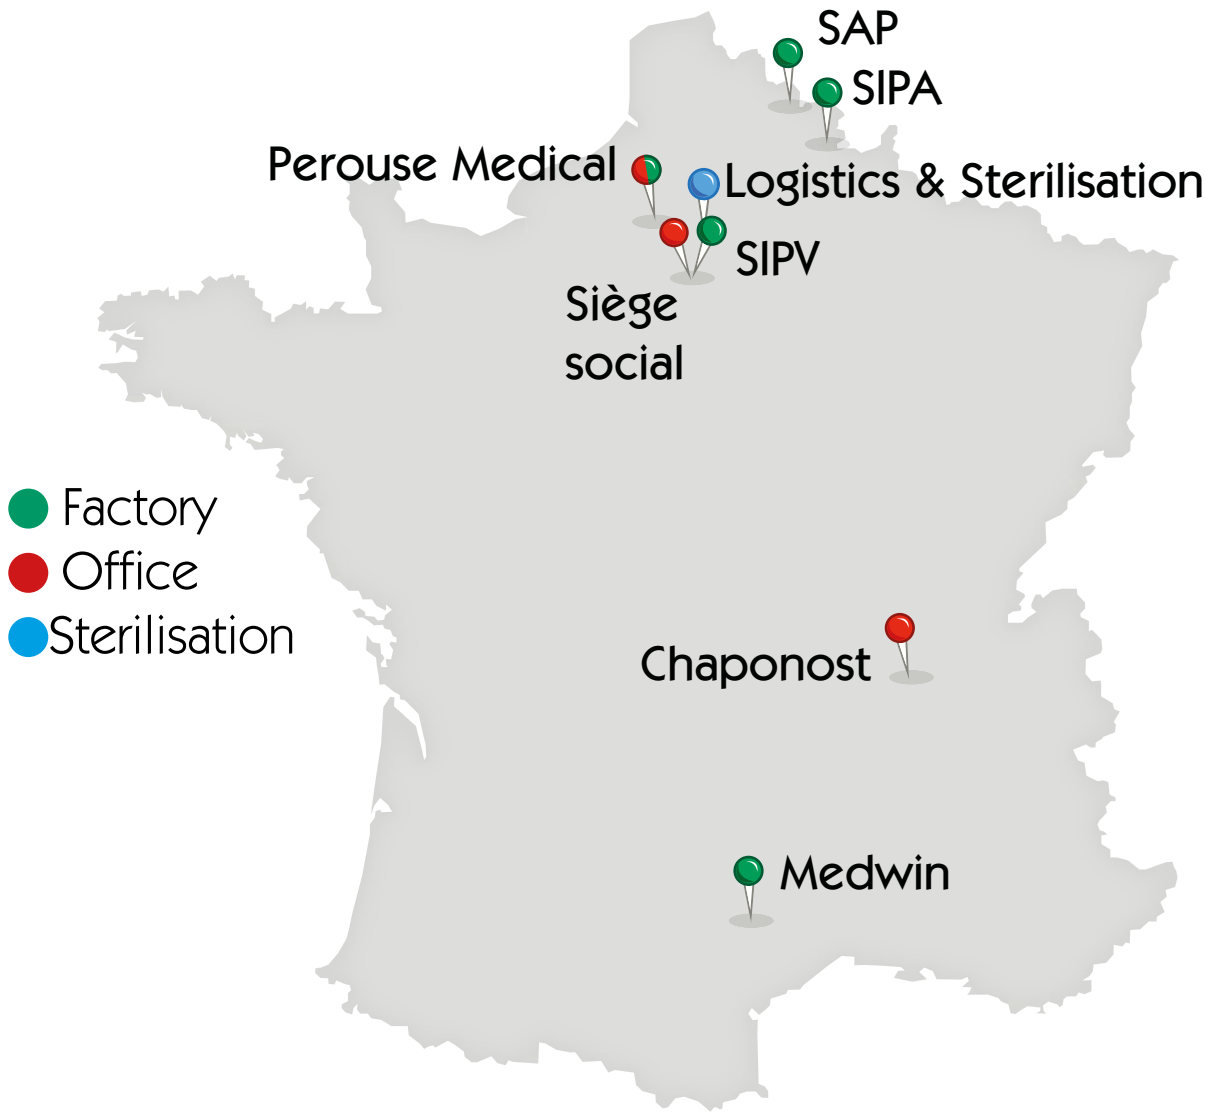 SAP
SIPA
Perouse Medical
Logistics & Sterilisation
SIPV
Siège
social
Factory
Office
Sterilisation
Chaponost
Medwin